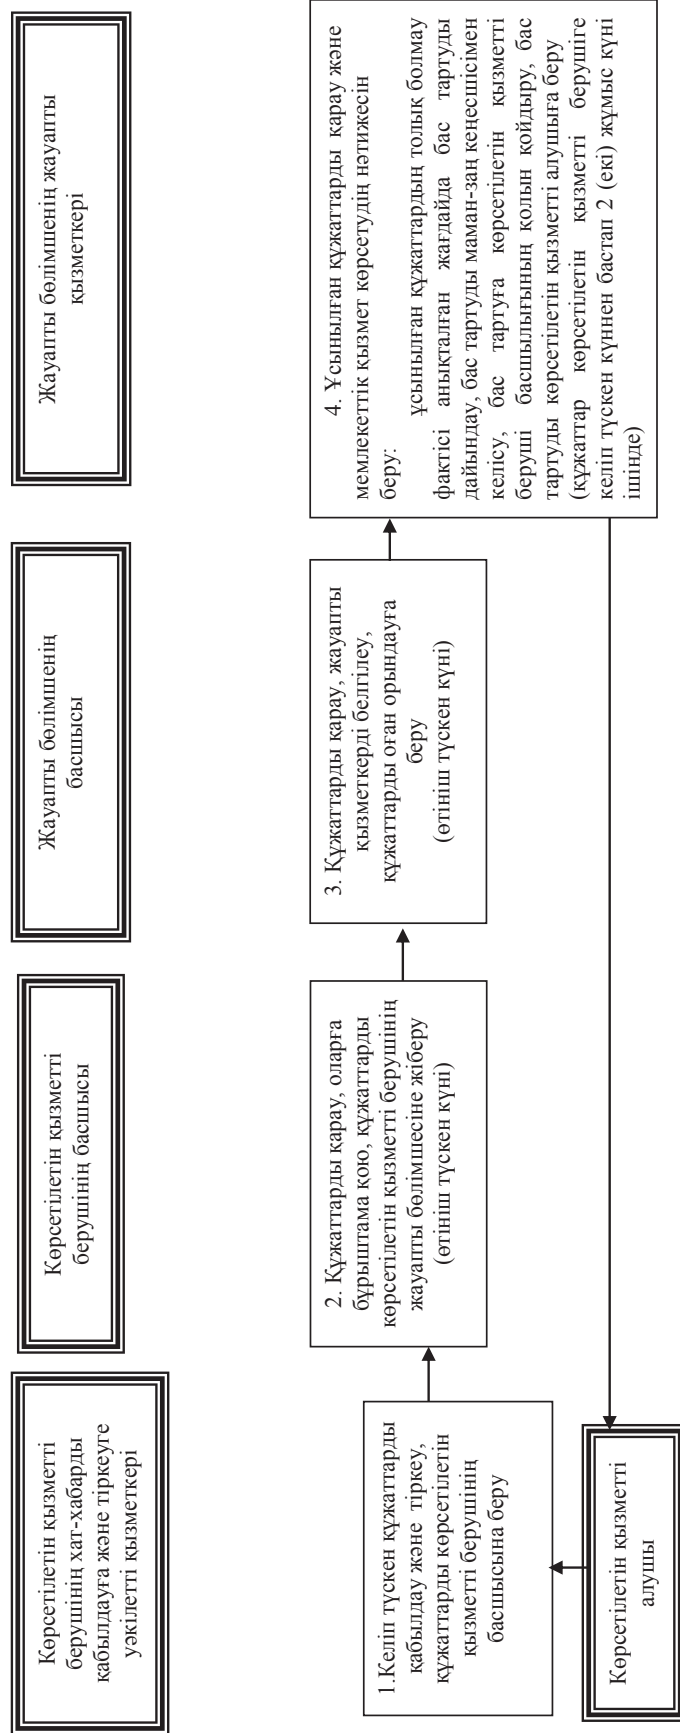 Көрсетілетін қызметті
берушінің хат-хабарды
қабылдауға және тіркеуге
уәкілетті қызметкері
Көрсетілетін қызметті
берушінің басшысы
Жауапты бөлімшенің
басшысы
Жауапты бөлімшенің жауапты
қызметкері
1.Келіп түскен құжаттарды
қабылдау және тіркеу,
құжаттарды көрсетілетін
қызметті берушінің
басшысына беру
2. Құжаттарды қарау, оларға
бұрыштама қою, құжаттарды
көрсетілетін қызметті берушінің
жауапты бөлімшесіне жіберу
(өтініш түскен күні)
3. Құжаттарды қарау, жауапты
қызметкерді белгілеу,
құжаттарды оған орындауға
беру
(өтініш түскен күні)
4. Ұсынылған құжаттарды қарау және
мемлекеттік қызмет көрсетудің нәтижесін
беру:
ұсынылған құжаттардың толық болмау
фактісі анықталған жағдайда бас тартуды
дайындау, бас тартуды маман-заң кеңесшісімен
келісу, бас тартуға көрсетілетін қызметті
беруші басшылығының қолын қойдыру, бас
тартуды көрсетілетін қызметті алушыға беру
(құжаттар көрсетілетін қызметті берушіге
келіп түскен күннен бастап 2 (екі) жұмыс күні
ішінде)
Көрсетілетін қызметті
алушы